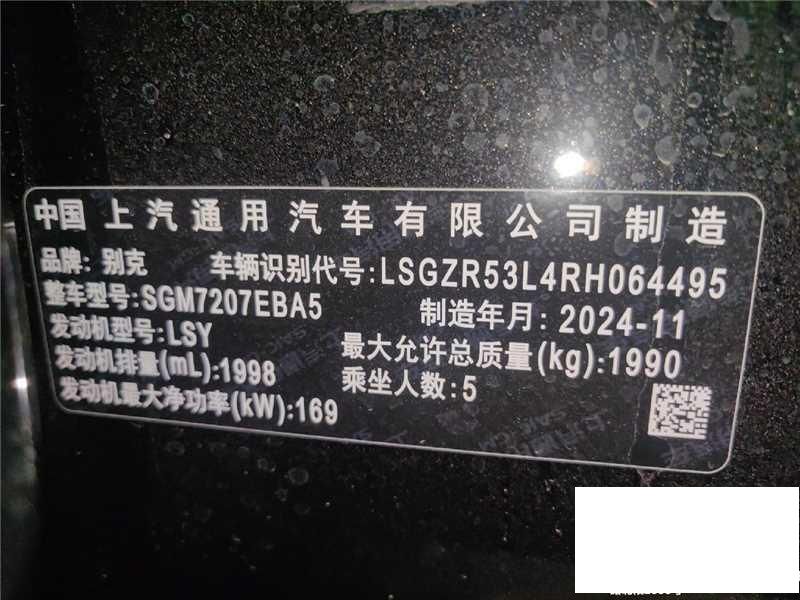 中国 上汽通用汽车有限公司制造
品牌: 别克 车辆识别代号:LSGZR53L4RH064495
整车型号:SGM7207EBA5 制造年月: 2024-11
发动机型号:LSY 最大允许总质量(kg):1990
发动机排量(mL):1998 乘坐人数:5
发动机最大净功率(kW):169